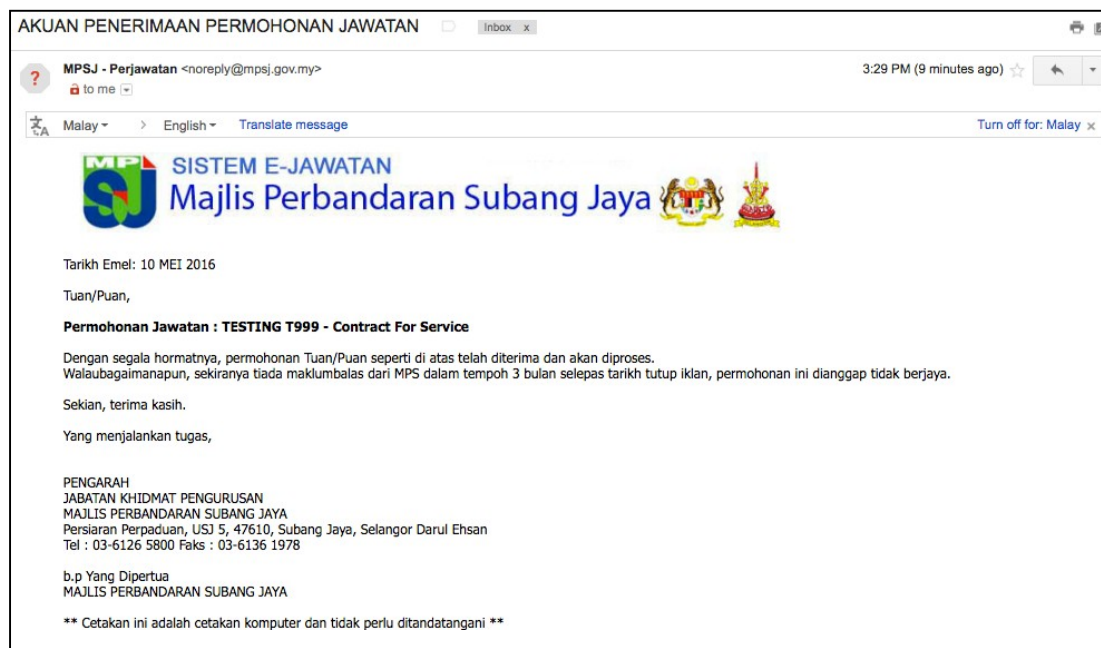 AKUAN PENERIMAAN PERMOHONAN JAWATAN Inbox x
MPSJ - Perjawatan <noreply@mpsj.gov.my> 3:29 PM (9 minutes ago)
to me
Malay > English Translate message Turn off for: Malay x
MP SJ
SISTEM E-JAWATAN
Majlis Perbandaran Subang Jaya
Tarikh Emel: 10 MEI 2016
Tuan/Puan,
Permohonan Jawatan : TESTING T999 - Contract For Service
Dengan segala hormatnya, permohonan Tuan/Puan seperti di atas telah diterima dan akan diproses.
Walaubagaimanapun, sekiranya tiada maklumbalas dari MPS dalam tempoh 3 bulan selepas tarikh tutup iklan, permohonan ini dianggap tidak berjaya.
Sekian, terima kasih.
Yang menjalankan tugas,
PENGARAH
JABATAN KHIDMAT PENGURUSAN
MAJLIS PERBANDARAN SUBANG JAYA
Persiaran Perpaduan, USJ 5, 47610, Subang Jaya, Selangor Darul Ehsan
Tel : 03-6126 5800 Faks : 03-6136 1978
b.p Yang Dipertua
MAJLIS PERBANDARAN SUBANG JAYA
** Cetakan ini adalah cetakan komputer dan tidak perlu ditandatangani **